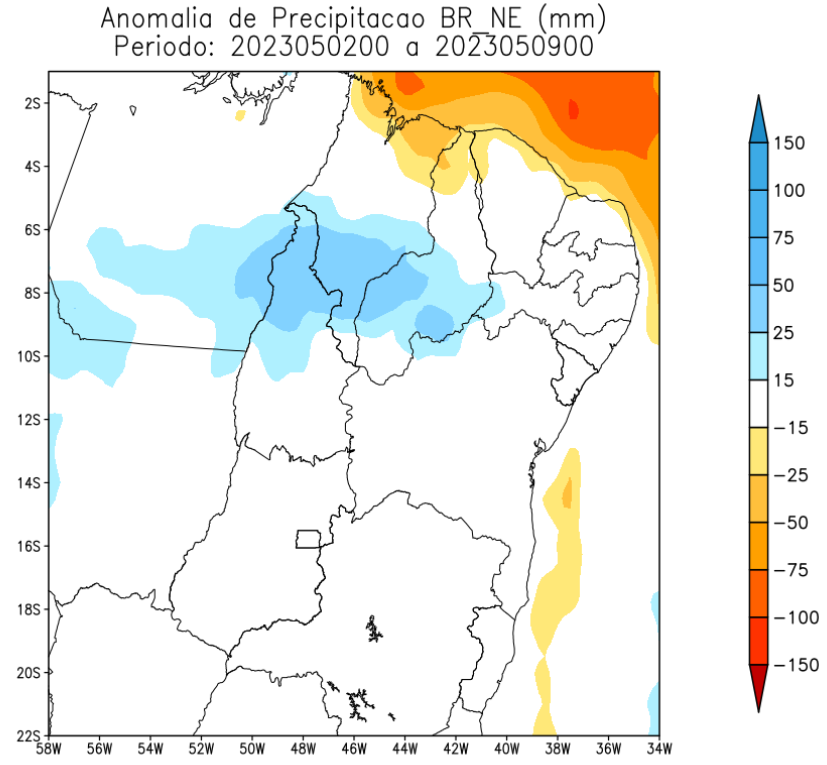 Anomalia de Precipitacao BR_NE (mm)
Periodo: 2023050200 a 2023050900
2S
4S
6S
8S
10S
12S
14S
16S
18S
20S
22S
58W 56W 54W 52W 50W 48W 46W 44W 42W 40W 38W 36W 34W
150
100
75
50
25
15
-15
-25
-50
-75
-100
-150